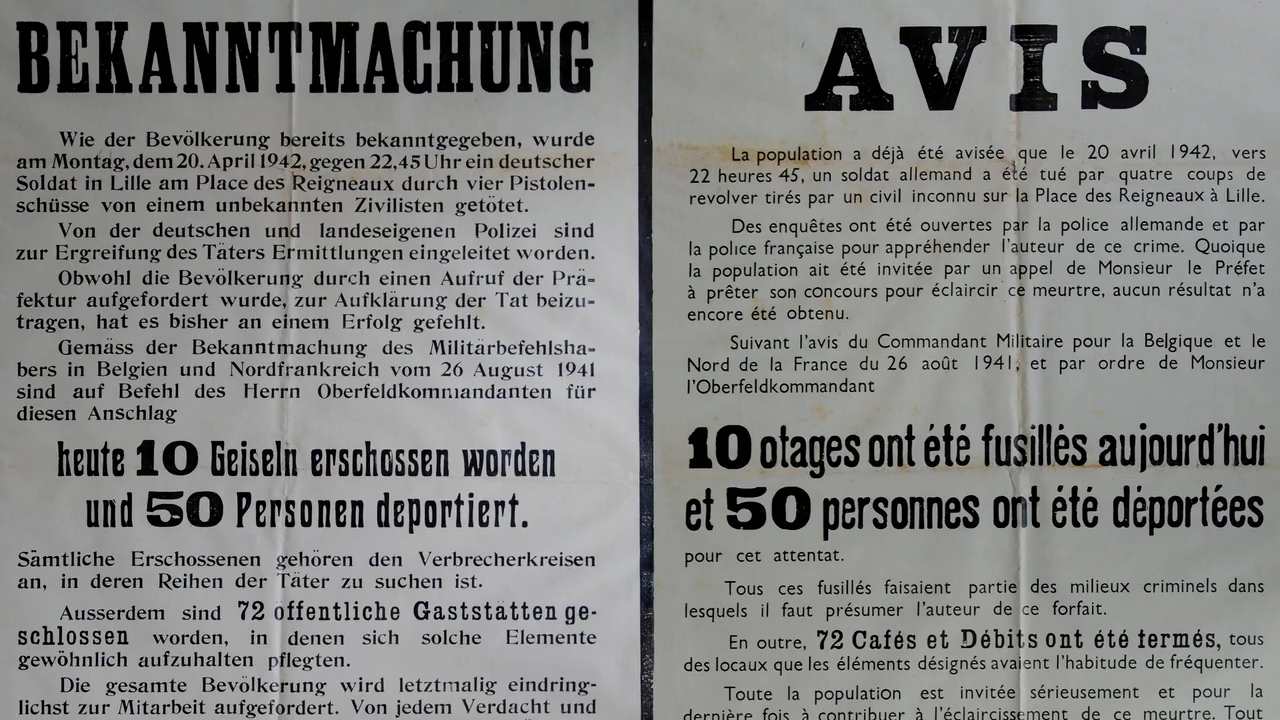 BEKANNTMACHUNG
Wie der Bevölkerung bereits bekanntgegeben, wurde
am Montag, dem 20. April 1942, gegen 22,45 Uhr ein deutscher
Soldat in Lille am Place des Reigneaux durch vier Pistolen-
schüsse von einem unbekannten Zivilisten getötet.
Von der deutschen und landeseigenen Polizei sind
zur Ergreifung des Täters Ermittlungen eingeleitet worden.
Obwohl die Bevölkerung durch einen Aufruf der Prä-
fektur aufgefordert wurde, zur Aufklärung der Tat beizu-
tragen, hat es bisher an einem Erfolg gefehlt.
Gemäss der Bekanntmachung des Militärbefehlsha-
bers in Belgien und Nordfrankreich vom 26 August 1941
sind auf Befehl des Herrn Oberfeldkommandanten für
diesen Anschlag
heute 10 Geiseln erschossen worden
und 50 Personen deportiert.
Sämtliche Erschossenen gehören den Verbrecherkreisen
an, in deren Reihen der Täter zu suchen ist.
Ausserdem sind 72 öffentliche Gaststätten ge-
schlossen worden, in denen sich solche Elemente
gewöhnlich aufzuhalten pflegten.
Die gesamte Bevölkerung wird letztmalig eindring-
lichst zur Mitarbeit aufgefordert. Von jedem Verdacht und
AVIS
La population a déjà été avisée que le 20 avril 1942, vers
22 heures 45, un soldat allemand a été tué par quatre coups de
revolver tirés par un civil inconnu sur la Place des Reigneaux à Lille.
Des enquêtes ont été ouvertes par la police allemande et par
la police française pour appréhender l'auteur de ce crime. Quoique
la population ait été invitée par un appel de Monsieur le Préfet
à prêter son concours pour éclaircir ce meurtre, aucun résultat n'a
encore été obtenu.
Suivant l'avis du Commandant Militaire pour la Belgique et le
Nord de la France du 26 août 1941, et par ordre de Monsieur
l'Oberfeldkommandant
10 otages ont été fusillés aujourd'hui
et 50 personnes ont été déportées
pour cet attentat.
Tous ces fusillés faisaient partie des milieux criminels dans
lesquels il faut présumer l'auteur de ce forfait.
En outre, 72 Cafés et Débits ont été fermés, tous
des locaux que les éléments désignés avaient l'habitude de fréquenter.
Toute la population est invitée sérieusement et pour la
dernière fois à contribuer à l'éclaircissement de ce meurtre. Tout